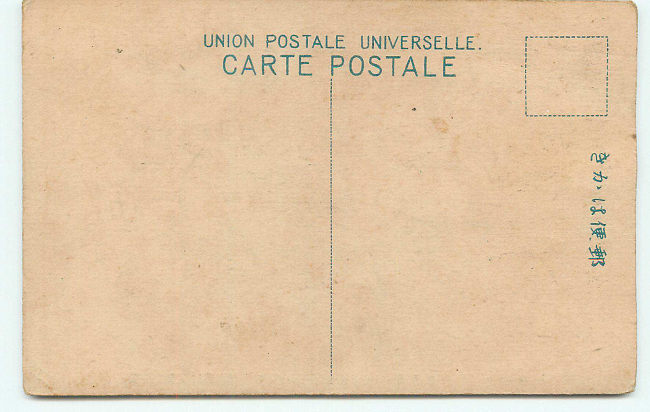 UNION POSTALE UNIVERSELLE.
CARTE POSTALE
郵便はかき